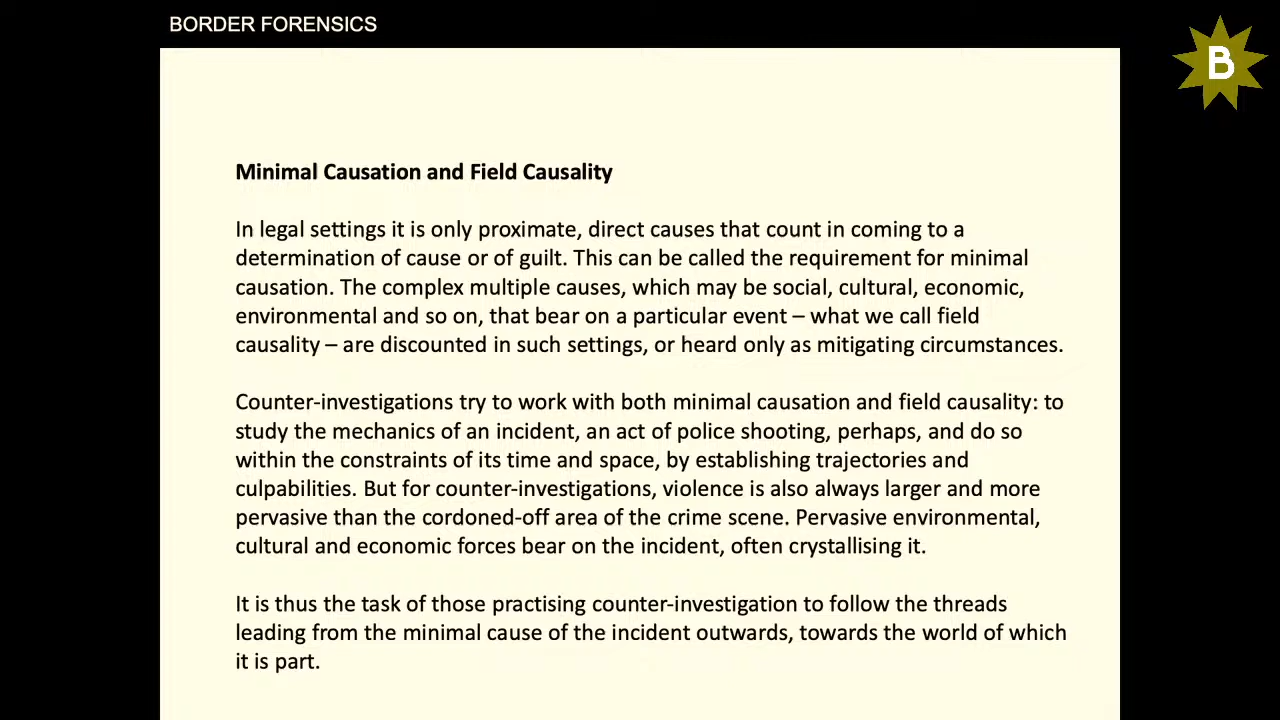 BORDER FORENSICS
B
Minimal Causation and Field Causality
In legal settings it is only proximate, direct causes that count in coming to a
determination of cause or of guilt. This can be called the requirement for minimal
causation. The complex multiple causes, which may be social, cultural, economic,
environmental and so on, that bear on a particular event – what we call field
causality – are discounted in such settings, or heard only as mitigating circumstances.
Counter-investigations try to work with both minimal causation and field causality: to
study the mechanics of an incident, an act of police shooting, perhaps, and do so
within the constraints of its time and space, by establishing trajectories and
culpabilities. But for counter-investigations, violence is also always larger and more
pervasive than the cordoned-off area of the crime scene. Pervasive environmental,
cultural and economic forces bear on the incident, often crystallising it.
It is thus the task of those practising counter-investigation to follow the threads
leading from the minimal cause of the incident outwards, towards the world of which
it is part.